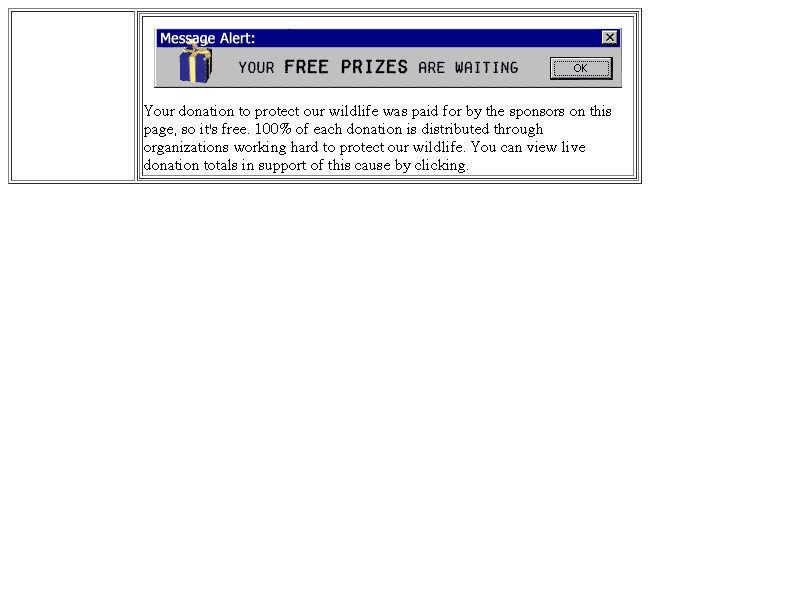 Message Alert:
YOUR FREE PRIZES ARE WAITING
OK
Your donation to protect our wildlife was paid for by the sponsors on this
page, so it's free. 100% of each donation is distributed through
organizations working hard to protect our wildlife. You can view live
donation totals in support of this cause by clicking.